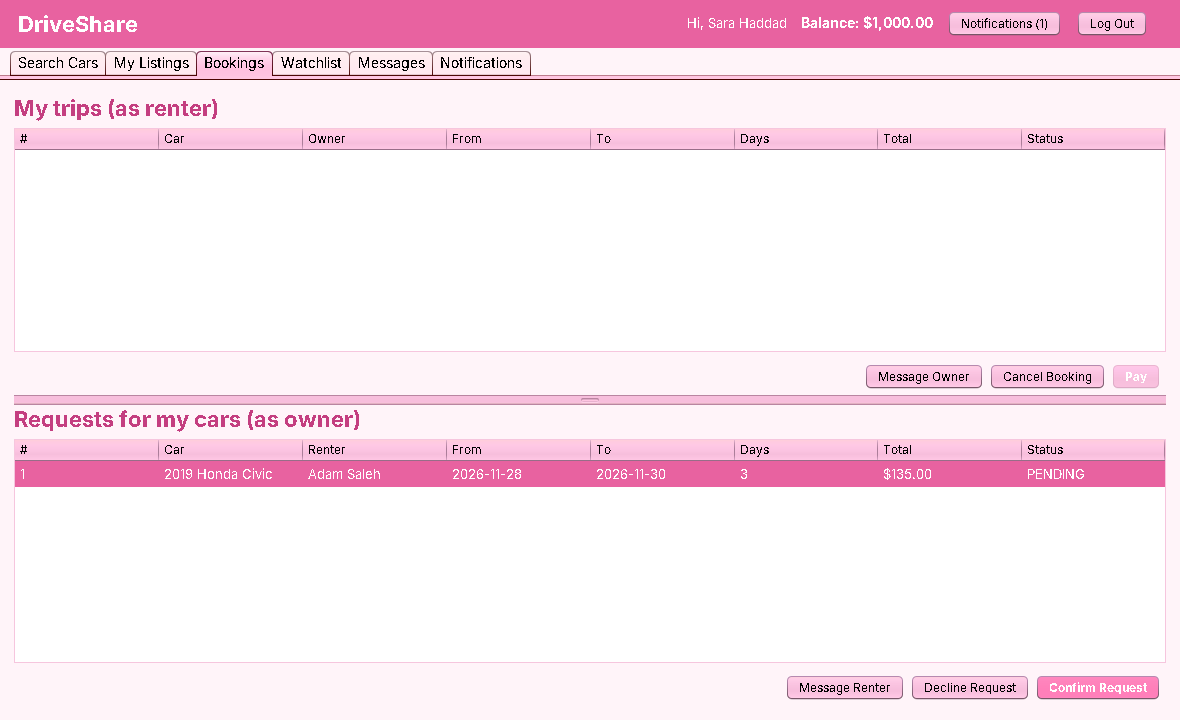 DriveShare
Hi, Sara Haddad Balance: $1,000.00 Notifications (1) Log Out
Search Cars My Listings Bookings Watchlist Messages Notifications
My trips (as renter)
# Car Owner From To Days Total Status
Message Owner Cancel Booking Pay
Requests for my cars (as owner)
# Car Renter From To Days Total Status
1 2019 Honda Civic Adam Saleh 2026-11-28 2026-11-30 3 $135.00 PENDING
Message Renter Decline Request Confirm Request